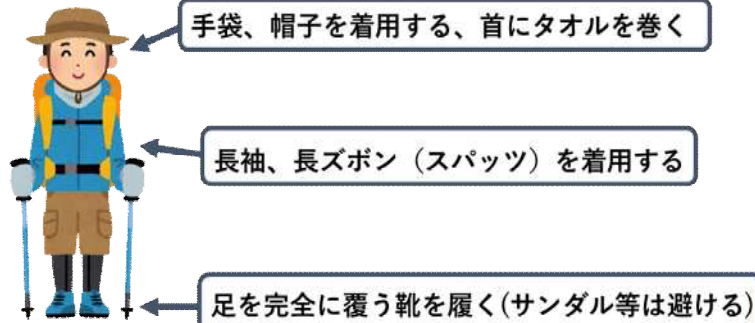 手袋、帽子を着用する、首にタオルを巻く
長袖、長ズボン（スパッツ）を着用する
足を完全に覆う靴を履く(サンダル等は避ける)